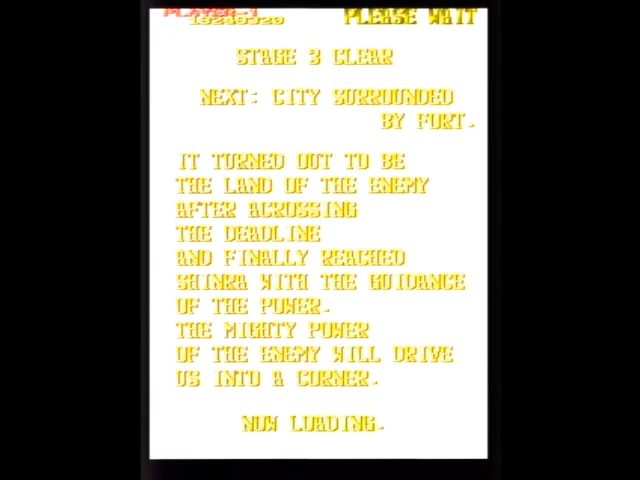 PLAYER-1
PLEASE WAIT
STAGE 3 CLEAR
NEXT: CITY SURROUNDED
BY FORT.
IT TURNED OUT TO BE
THE LAND OF THE ENEMY
AFTER ACROSSING
THE DEADLINE
AND FINALLY REACHED
SHINRA WITH THE GUIDANCE
OF THE POWER.
THE MIGHTY POWER
OF THE ENEMY WILL DRIVE
US INTO A CORNER.
NOW LOADING.